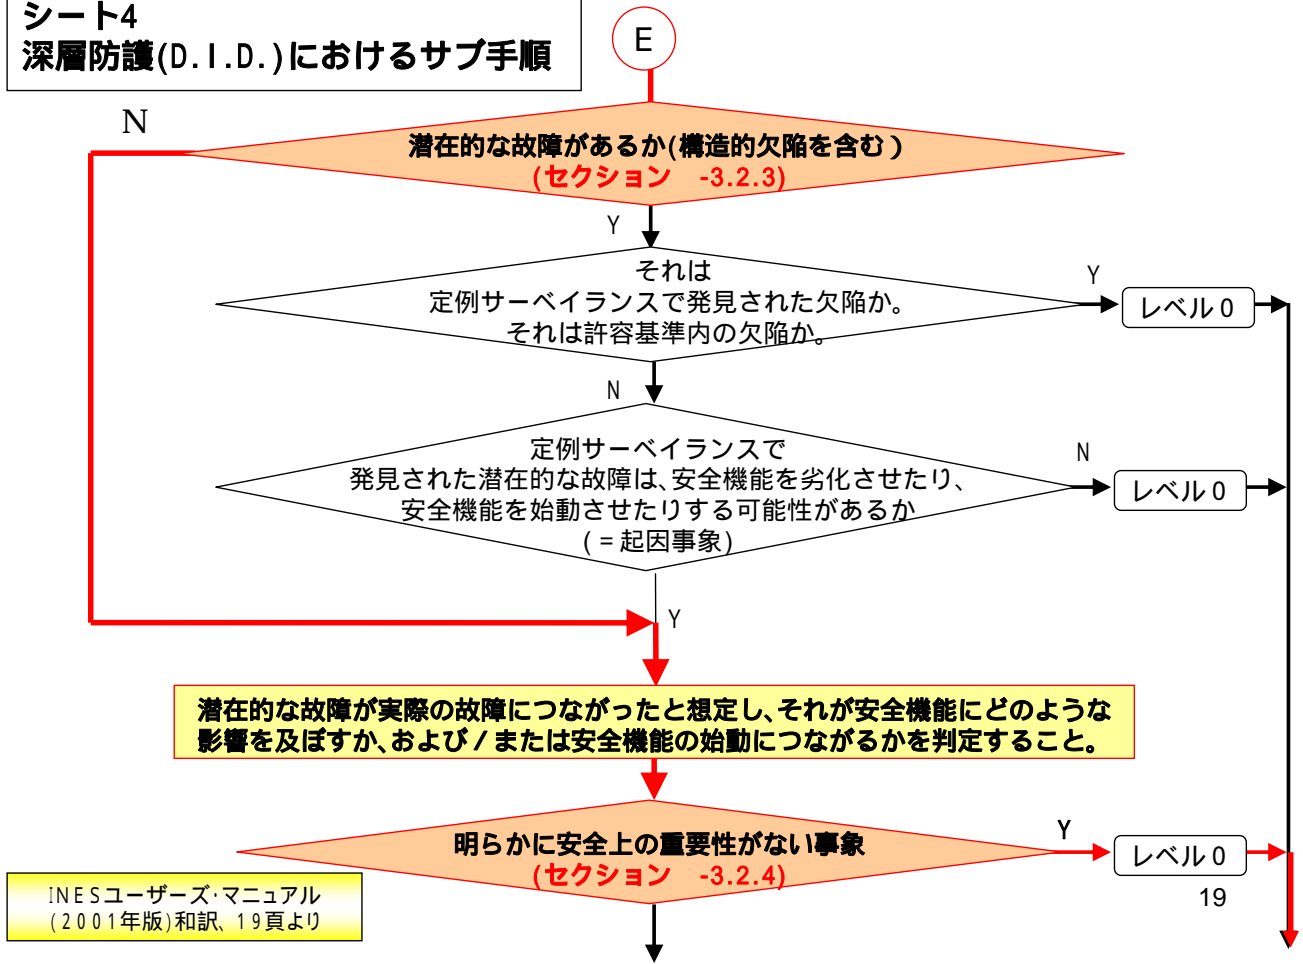 シート4
深層防護(D.I.D.)におけるサブ手順
E
N
潜在的な故障があるか(構造的欠陥を含む)
(セクション　-3.2.3)
Y
それは
定例サーベイランスで発見された欠陥か。
それは許容基準内の欠陥か。
Y
レベル0
N
定例サーベイランスで
発見された潜在的な故障は、安全機能を劣化させたり、
安全機能を始動させたりする可能性があるか
(=起因事象)
N
レベル0
Y
潜在的な故障が実際の故障につながったと想定し、それが安全機能にどのような
影響を及ぼすか、および/または安全機能の始動につながるかを判定すること。
明らかに安全上の重要性がない事象
(セクション　-3.2.4)
Y
レベル0
INESユーザーズ・マニュアル
(2001年版)和訳、19頁より
19